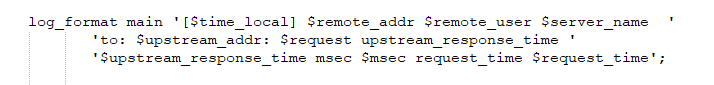 log_format main '[$time_local] $remote_addr $remote_user $server_name  '
'to: $upstream_addr: $request upstream_response_time '
'$upstream_response_time msec $msec request_time $request_time';